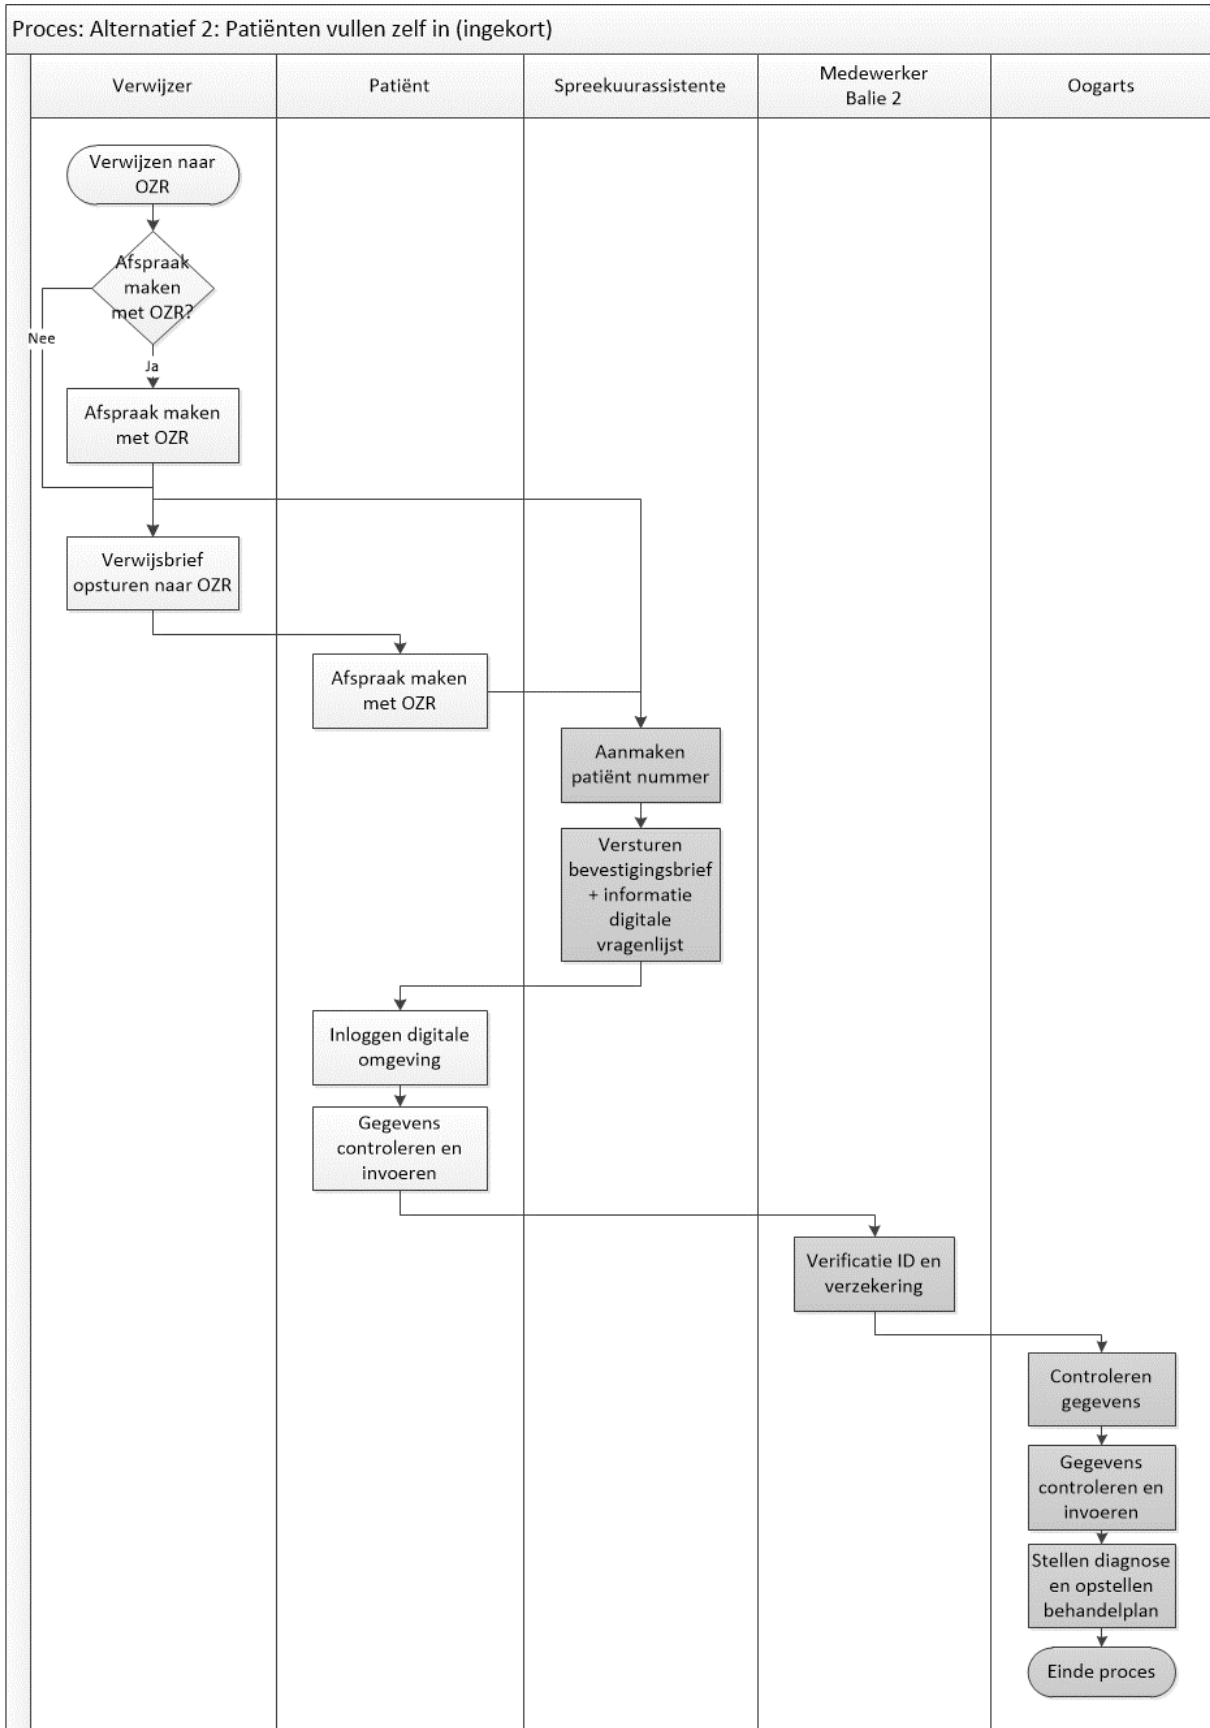 Proces: Alternatief 2: Patiënten vullen zelf in (ingekort)
Verwijzer
Patiënt
Spreekuurassistente
Medewerker
Balie 2
Oogarts
Verwijzen naar
OZR
Afspraak
maken
met OZR?
Nee
Ja
Afspraak maken
met OZR
Verwijsbrief
opsturen naar OZR
Afspraak maken
met OZR
Aanmaken
patiënt nummer
Versturen
bevestigingsbrief
+ informatie
digitale
vragenlijst
Inloggen digitale
omgeving
Gegevens
controleren en
invoeren
Verificatie ID en
verzekering
Controleren
gegevens
Gegevens
controleren en
invoeren
Stellen diagnose
en opstellen
behandelplan
Einde proces